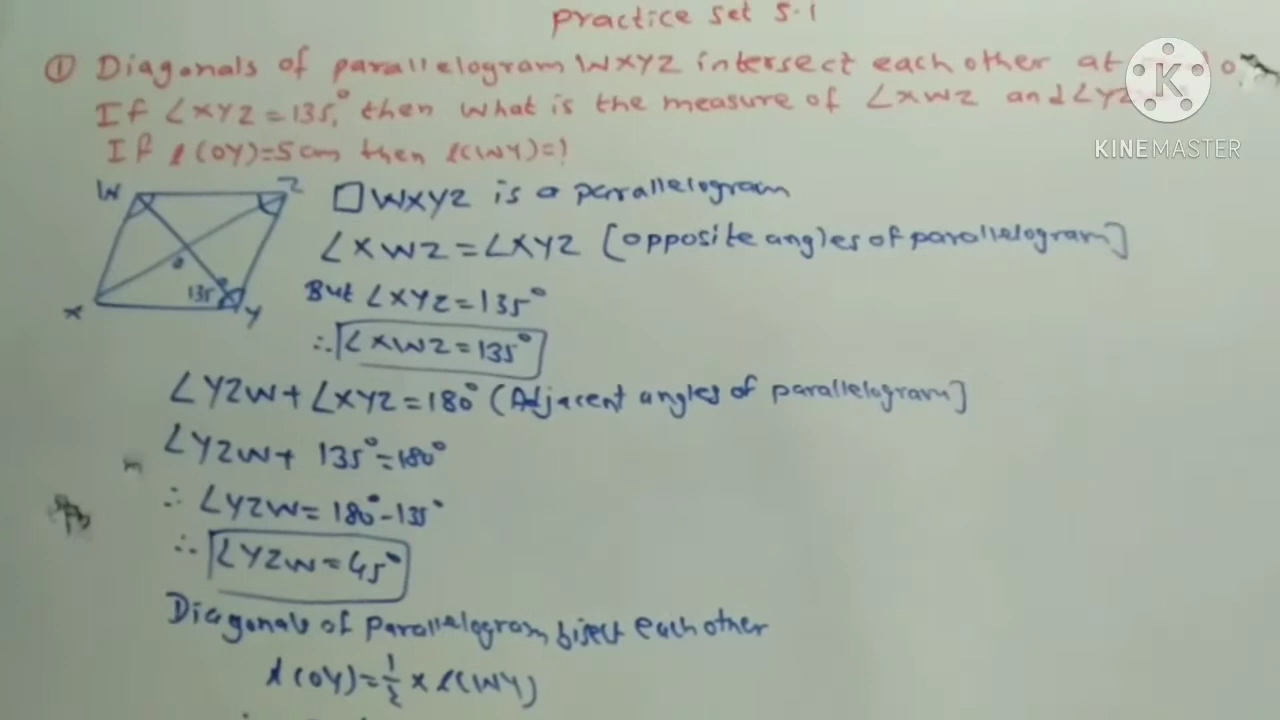 Practice set 5.1
① Diagonals of parallelogram WXYZ intersect each other at
If ∠XYZ = 135°, then what is the measure of ∠XWZ and
If l(OY)=5cm then l(WY)=?
K
KINEMASTER
W
Z
X
Y
O
135°
□ WXYZ is a parallelogram
∠XWZ = ∠XYZ [opposite angles of parallelogram]
But ∠XYZ = 135°
∴ ∠XWZ = 135°
∠YZW + ∠XYZ = 180° (Adjacent angles of parallelogram]
∠YZW + 135° = 180°
∴ ∠YZW = 180° - 135°
∴ ∠YZW = 45°
Diagonals of parallelogram bisect each other
l(OY) = 1/2 × l(WY)